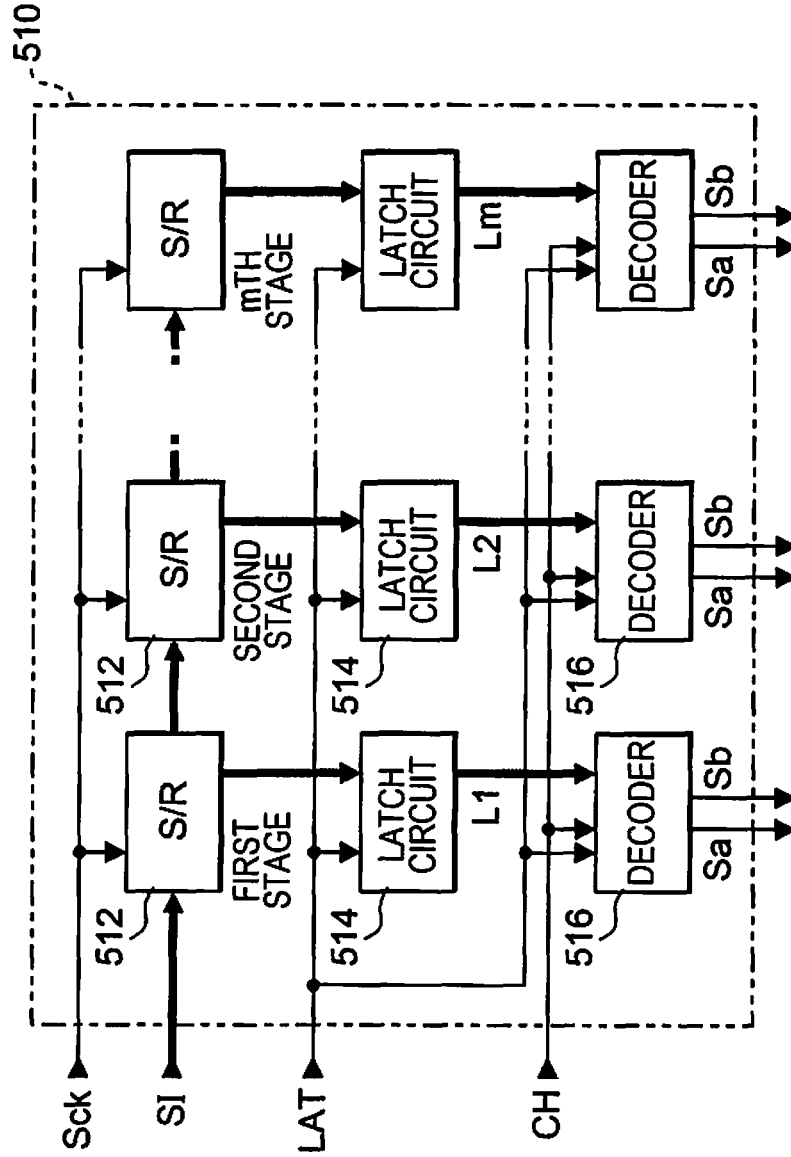 510
Sck
SI
LAT
CH
S/R
S/R
S/R
512
512
FIRST
STAGE
SECOND
STAGE
mTH
STAGE
LATCH
CIRCUIT
LATCH
CIRCUIT
LATCH
CIRCUIT
514
514
L1
L2
Lm
DECODER
DECODER
DECODER
516
516
Sa
Sb
Sa
Sb
Sa
Sb